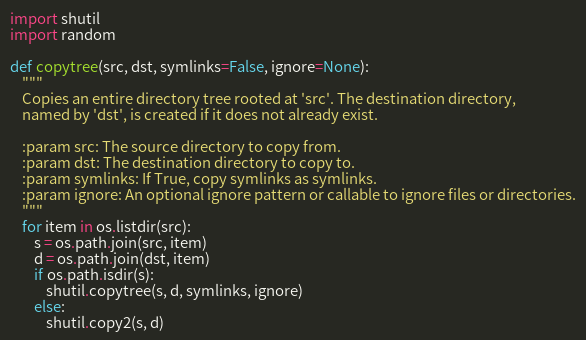 import shutil
import random

def copytree(src, dst, symlinks=False, ignore=None):
    """
    Copies an entire directory tree rooted at 'src'. The destination directory,
    named by 'dst', is created if it does not already exist.

    :param src: The source directory to copy from.
    :param dst: The destination directory to copy to.
    :param symlinks: If True, copy symlinks as symlinks.
    :param ignore: An optional ignore pattern or callable to ignore files or directories.
    """
    for item in os.listdir(src):
        s = os.path.join(src, item)
        d = os.path.join(dst, item)
        if os.path.isdir(s):
            shutil.copytree(s, d, symlinks, ignore)
        else:
            shutil.copy2(s, d)